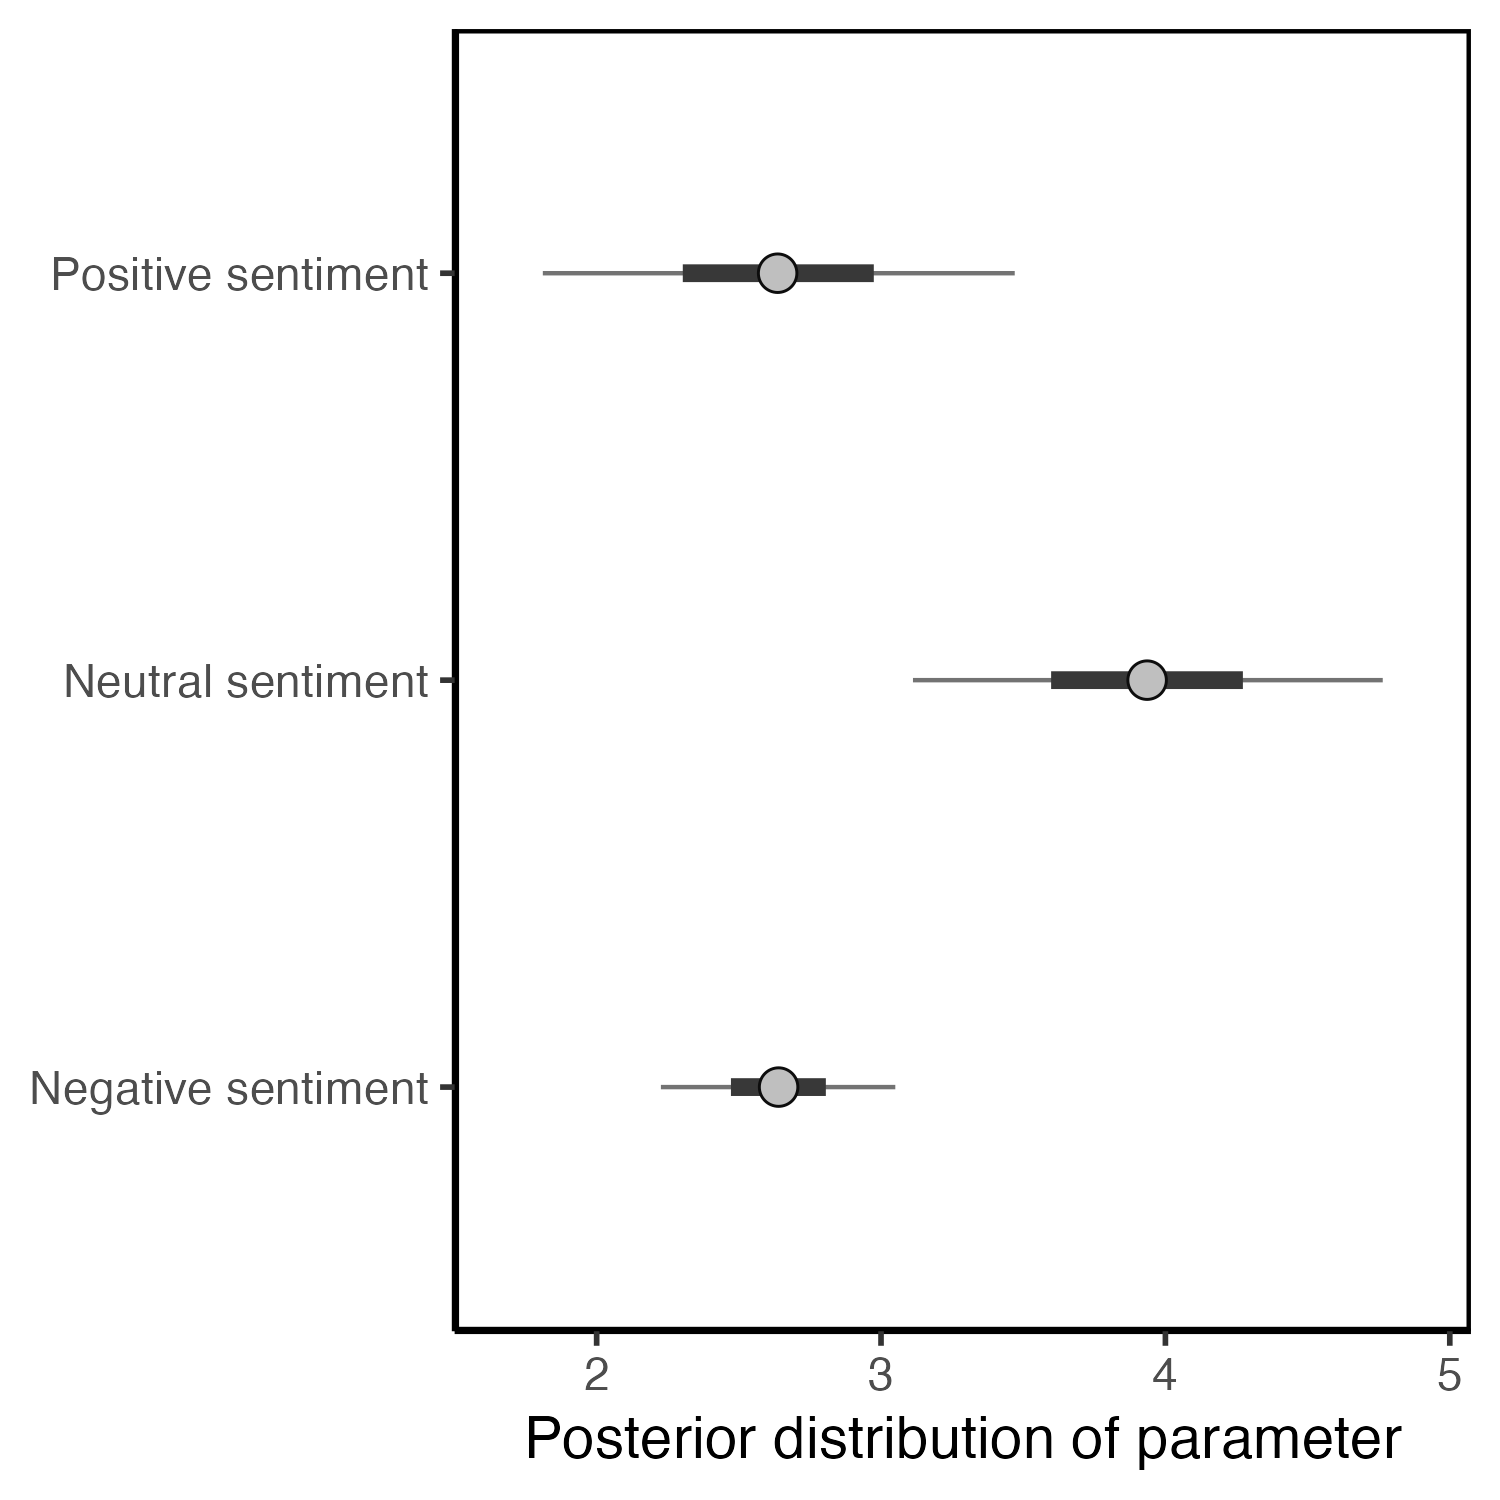 Positive sentiment
Neutral sentiment
Negative sentiment
2 3 4 5
Posterior distribution of parameter